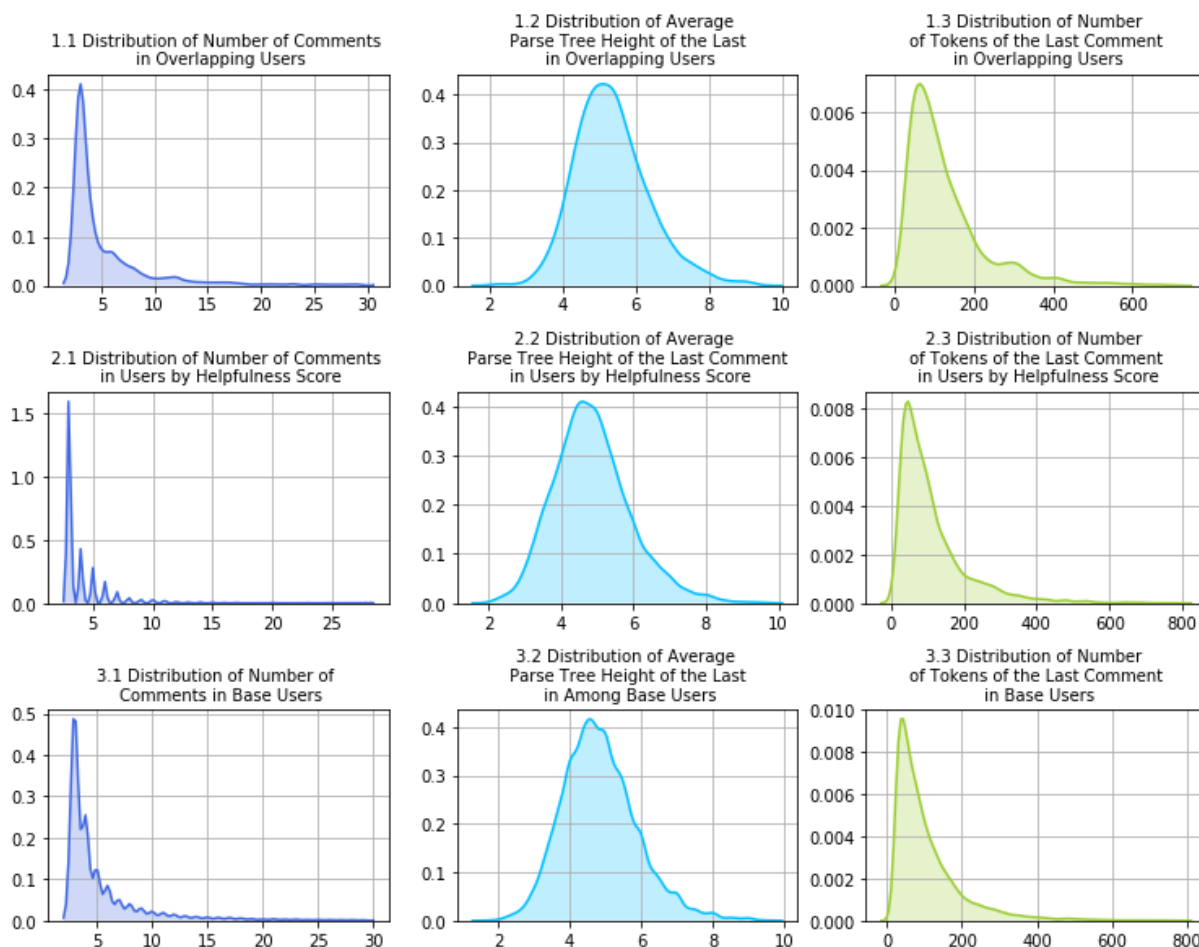 1.1 Distribution of Number of Comments
in Overlapping Users
0.4
0.3
0.2
0.1
0.0
5 10 15 20 25 30
1.2 Distribution of Average
Parse Tree Height of the Last
in Overlapping Users
0.4
0.3
0.2
0.1
0.0
2 4 6 8 10
1.3 Distribution of Number
of Tokens of the Last Comment
in Overlapping Users
0.006
0.004
0.002
0.000
0 200 400 600
2.1 Distribution of Number of Comments
in Users by Helpfulness Score
1.5
1.0
0.5
0.0
5 10 15 20 25
2.2 Distribution of Average
Parse Tree Height of the Last Comment
in Users by Helpfulness Score
0.4
0.3
0.2
0.1
0.0
2 4 6 8 10
2.3 Distribution of Number
of Tokens of the Last Comment
in Users by Helpfulness Score
0.008
0.006
0.004
0.002
0.000
0 200 400 600 800
3.1 Distribution of Number of
Comments in Base Users
0.5
0.4
0.3
0.2
0.1
0.0
5 10 15 20 25 30
3.2 Distribution of Average
Parse Tree Height of the Last
in Among Base Users
0.4
0.3
0.2
0.1
0.0
2 4 6 8 10
3.3 Distribution of Number
of Tokens of the Last Comment
in Base Users
0.010
0.008
0.006
0.004
0.002
0.000
0 200 400 600 800